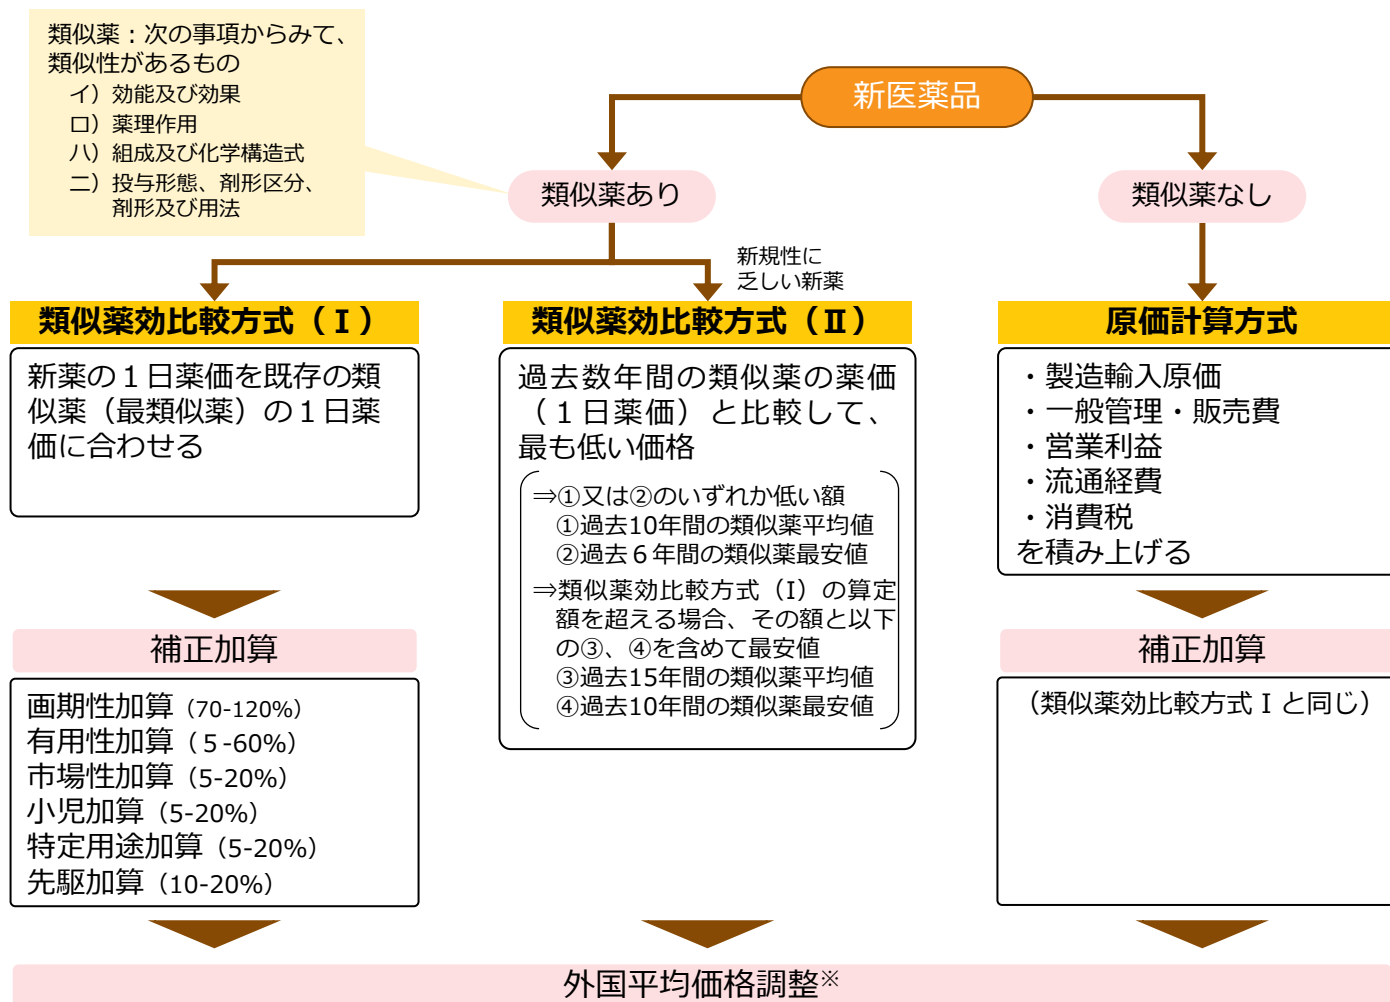 類似薬：次の事項からみて、
類似性があるもの
イ）効能及び効果
ロ）薬理作用
ハ）組成及び化学構造式
ニ）投与形態、剤形区分、
剤形及び用法
新医薬品
類似薬あり
類似薬なし
新規性に
乏しい新薬
類似薬効比較方式（Ⅰ）
新薬の１日薬価を既存の類
似薬（最類似薬）の１日薬
価に合わせる
補正加算
画期性加算（70-120%）
有用性加算（５-60%）
市場性加算（5-20%）
小児加算（5-20%）
特定用途加算（5-20%）
先駆加算（10-20%）
類似薬効比較方式（Ⅱ）
過去数年間の類似薬の薬価
（１日薬価）と比較して、
最も低い価格
⇒①又は②のいずれか低い額
①過去10年間の類似薬平均値
②過去６年間の類似薬最安値
⇒類似薬効比較方式（I）の算定
額を超える場合、その額と以下
の③、④を含めて最安値
③過去15年間の類似薬平均値
④過去10年間の類似薬最安値
原価計算方式
・製造輸入原価
・一般管理・販売費
・営業利益
・流通経費
・消費税
を積み上げる
補正加算
（類似薬効比較方式 I と同じ）
外国平均価格調整※